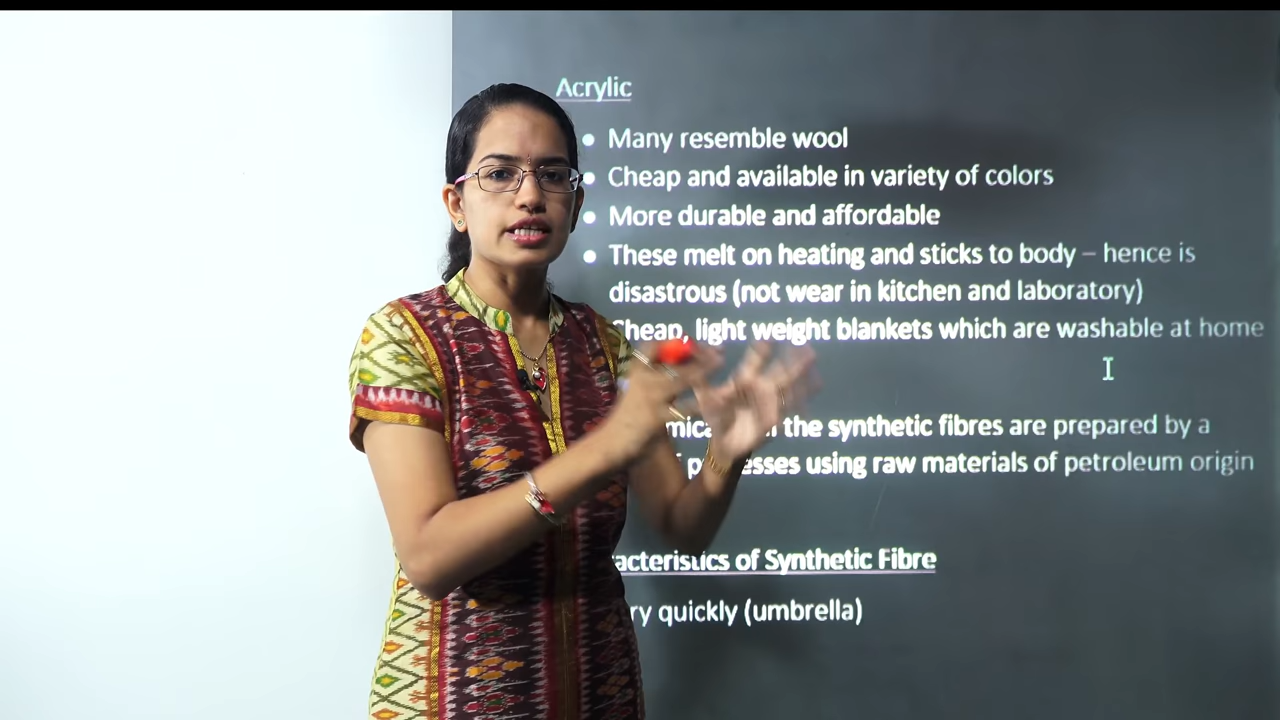 Acrylic
• Many resemble wool
• Cheap and available in variety of colors
• More durable and affordable
• These melt on heating and sticks to body – hence is
disastrous (not wear in kitchen and laboratory)
Cheap, light weight blankets which are washable at home
the synthetic fibres are prepared by a
using raw materials of petroleum origin
of Synthetic Fibre
quickly (umbrella)